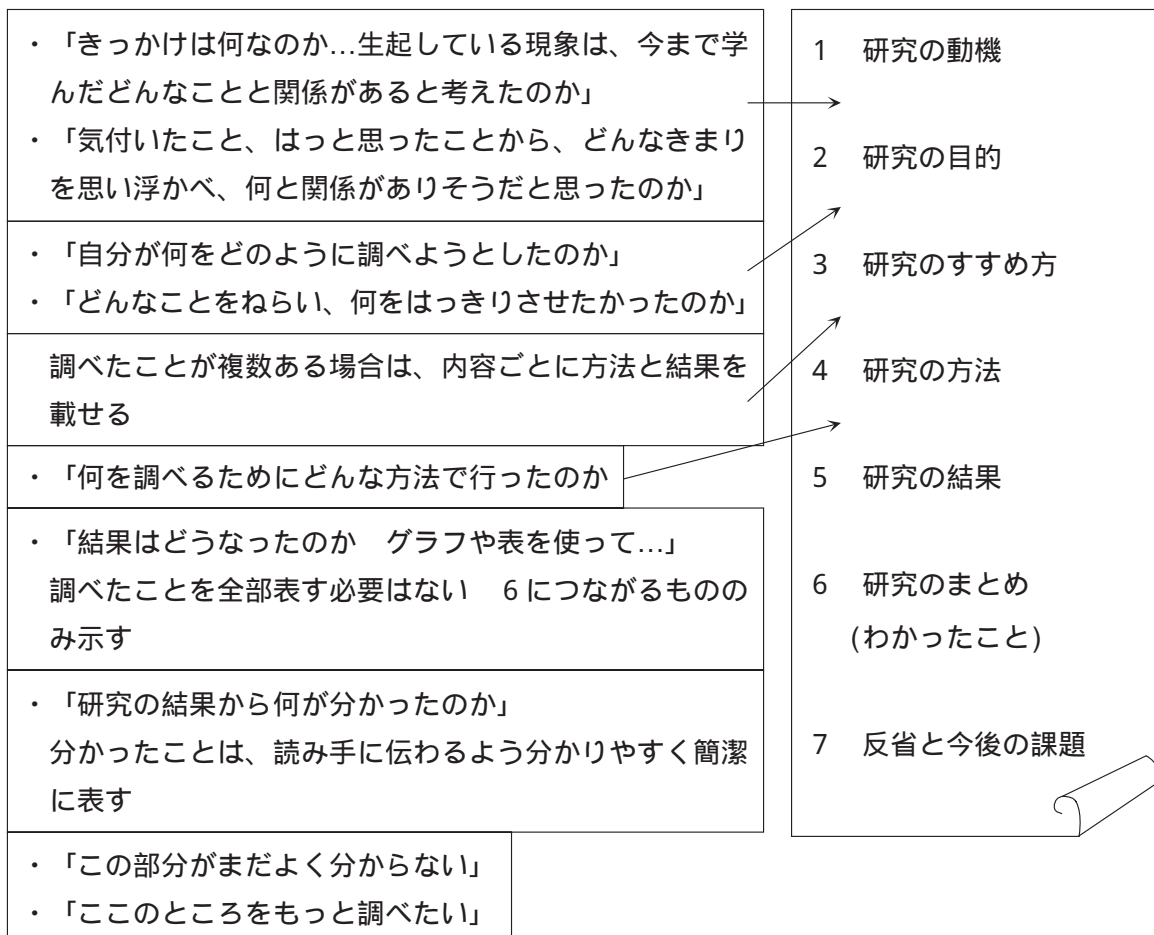 ・「きっかけは何なのか…生起している現象は、今まで学
んだどんなことと関係があると考えたのか」
・「気付いたこと、はっと思ったことから、どんなきまり
を思い浮かべ、何と関係がありそうだと思ったのか」
・「自分が何をどのように調べようとしたのか」
・「どんなことをねらい、何をはっきりさせたかったのか」
調べたことが複数ある場合は、内容ごとに方法と結果を
載せる
・「何を調べるためにどんな方法で行ったのか
・「結果はどうなったのか　グラフや表を使って…」
調べたことを全部表す必要はない　6につながるものの
み示す
・「研究の結果から何が分かったのか」
分かったことは、読み手に伝わるよう分かりやすく簡潔
に表す
・「この部分がまだよく分からない」
・「ここのところをもっと調べたい」
1　研究の動機
2　研究の目的
3　研究のすすめ方
4　研究の方法
5　研究の結果
6　研究のまとめ
(わかったこと)
7　反省と今後の課題